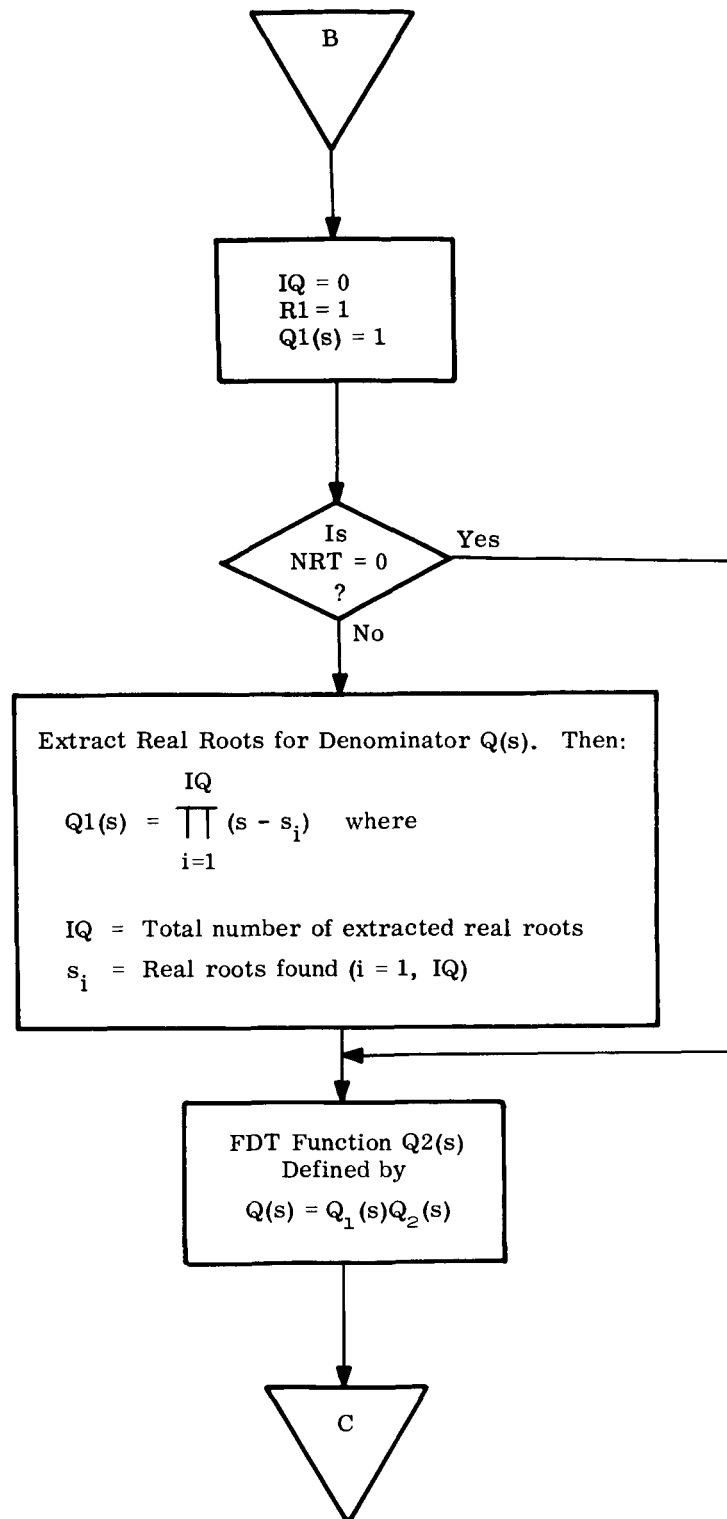 B
IQ = 0
R1 = 1
Q1(s) = 1
Is
NRT = 0
?
Yes
No
Extract Real Roots for Denominator Q(s). Then:
IQ
Q1(s) = ∏ (s - s_i) where
i=1
IQ = Total number of extracted real roots
s_i = Real roots found (i = 1, IQ)
FDT Function Q2(s)
Defined by
Q(s) = Q₁(s)Q₂(s)
C